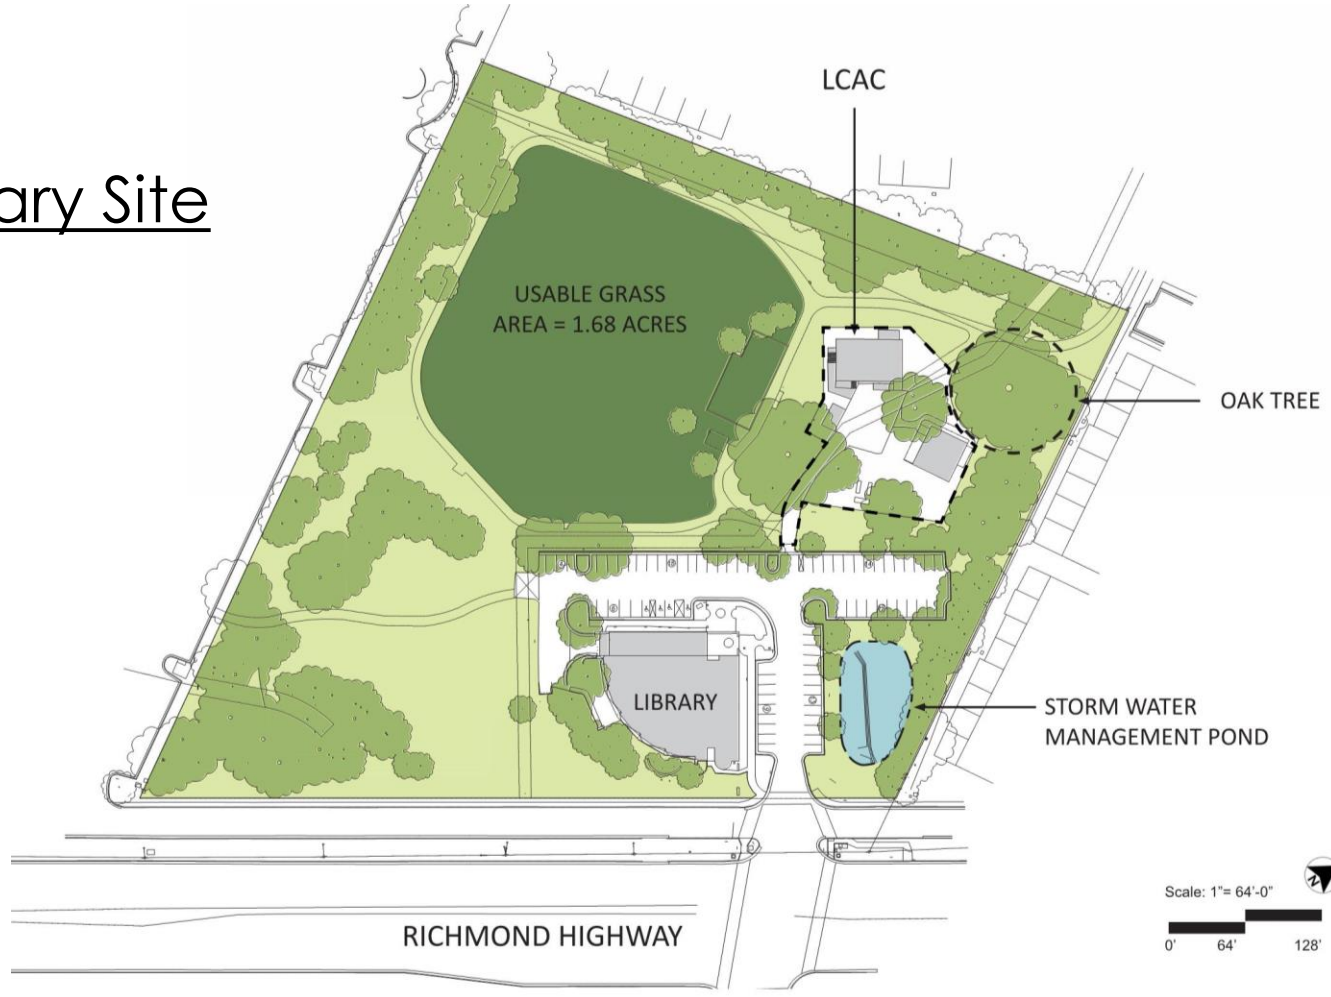 ary Site
LCAC
USABLE GRASS
AREA = 1.68 ACRES
OAK TREE
LIBRARY
STORM WATER
MANAGEMENT POND
RICHMOND HIGHWAY
Scale: 1"= 64'-0"
N
0' 64' 128'